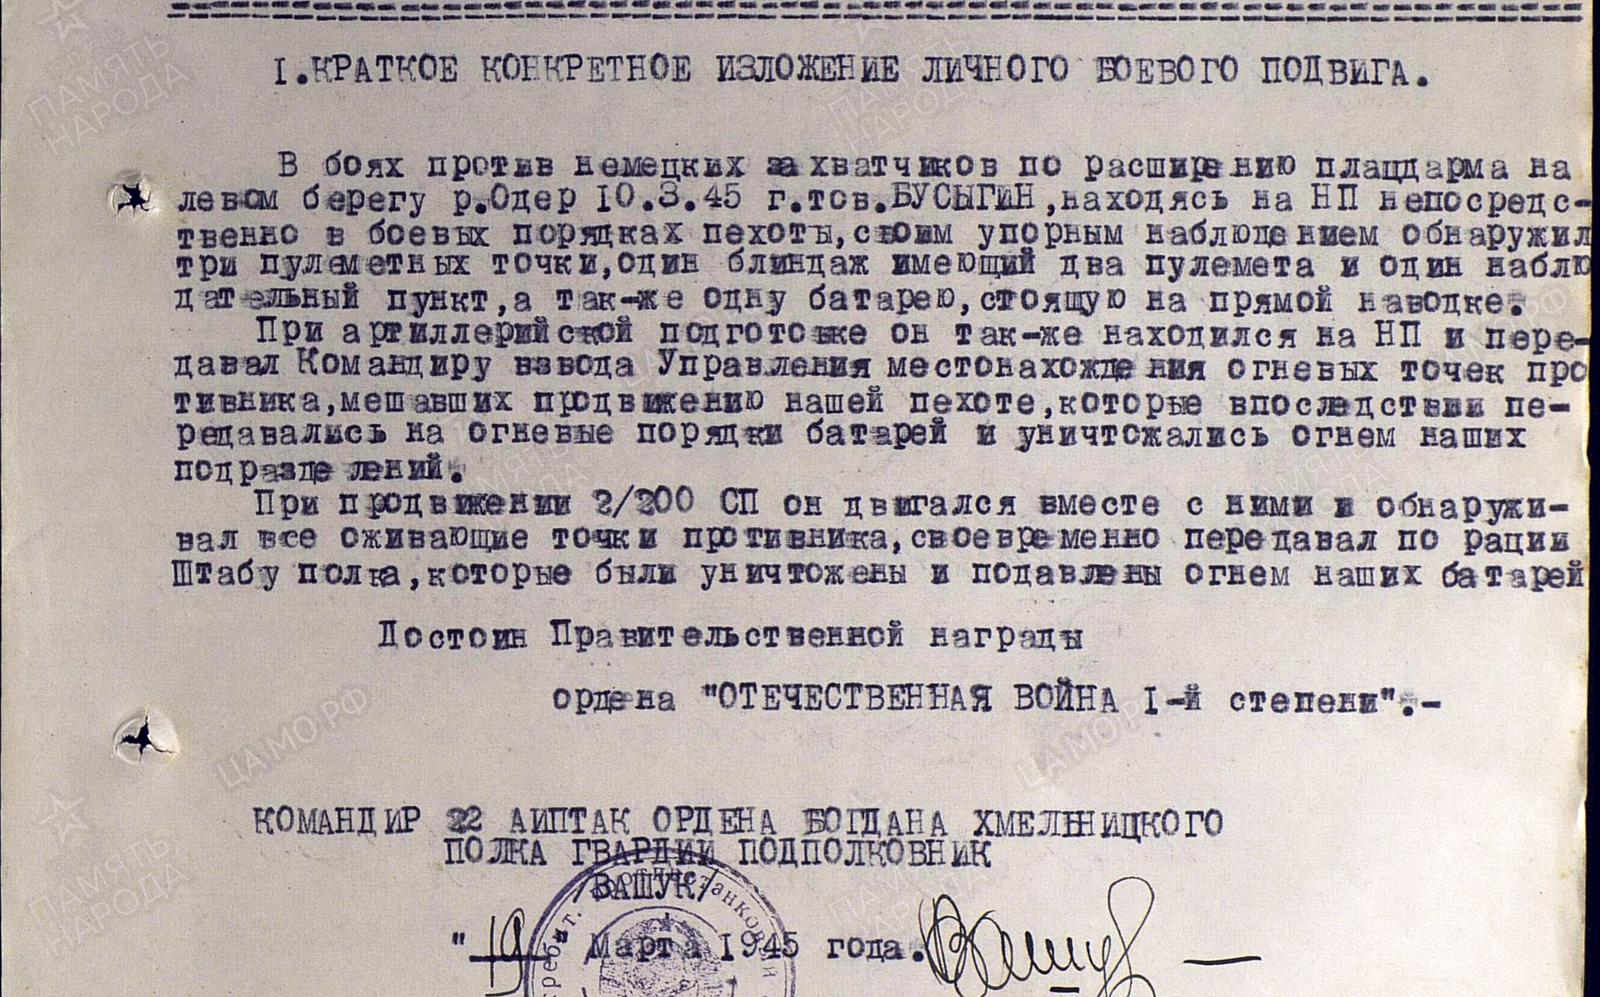 I.КРАТКОЕ КОНКРЕТНОЕ ИЗЛОЖЕНИЕ ЛИЧНОГО БОЕВОГО ПОДВИГА.
В боях против немецких захватчиков по расширению плацдарма на
левом берегу р.Одер 10.3.45 г.тов.БУСЫГИН,находясь на НП непосредс-
твенно в боевых порядках пехоты,своим упорным наблюдением обнаружил
три пулеметных точки,один блиндаж имеющий два пулемета и один наблю
дательный пункт,а так-же одну батарею,стоящую на прямой наводке.
При артиллерийской подготовке он так-же находился на НП и пере-
давал Командиру взвода Управления местонахождения огневых точек про
тивника,мешавших продвижению нашей пехоте,которые впоследствии пе-
редавались на огневые порядки батарей и уничтожались огнем наших
подразделений.
При продвижении 2/200 СП он двигался вместе с ними и обнаружи-
вал все оживающие точки противника,своевременно передавал по рации
Штабу полка,которые были уничтожены и подавлены огнем наших батарей
Достоин Правительственной награды
ордена "ОТЕЧЕСТВЕННАЯ ВОЙНА I-й степени".-
КОМАНДИР 22 АИПТАК ОРДЕНА БОГДАНА ХМЕЛЬНИЦКОГО
ПОЛКА ГВАРДИИ ПОДПОЛКОВНИК
/ВАШУК/
"19" Марта 1945 года.
ПАМЯТЬ НАРОДА
ЦАМО РФ